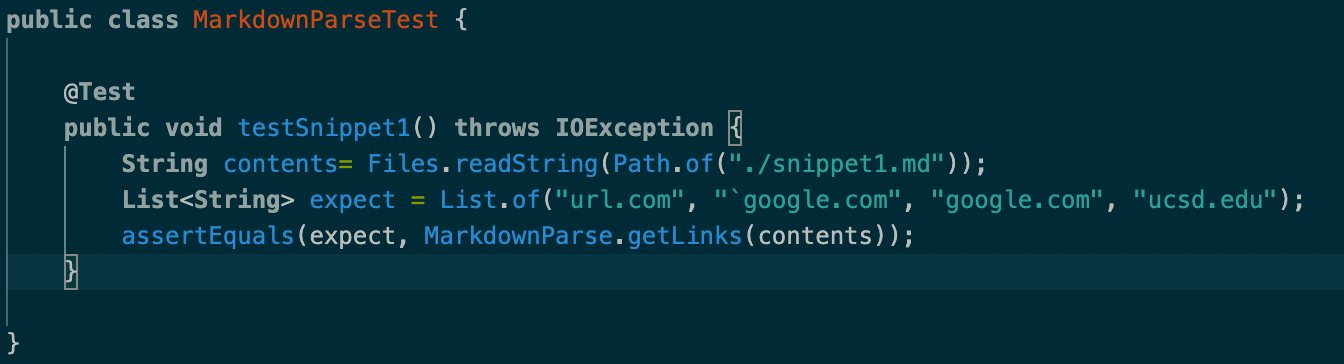 public class MarkdownParseTest {
@Test
public void testSnippet1() throws IOException {
String contents= Files.readString(Path.of("./snippet1.md"));
List<String> expect = List.of("url.com", "`google.com", "google.com", "ucsd.edu");
assertEquals(expect, MarkdownParse.getLinks(contents));
}
}